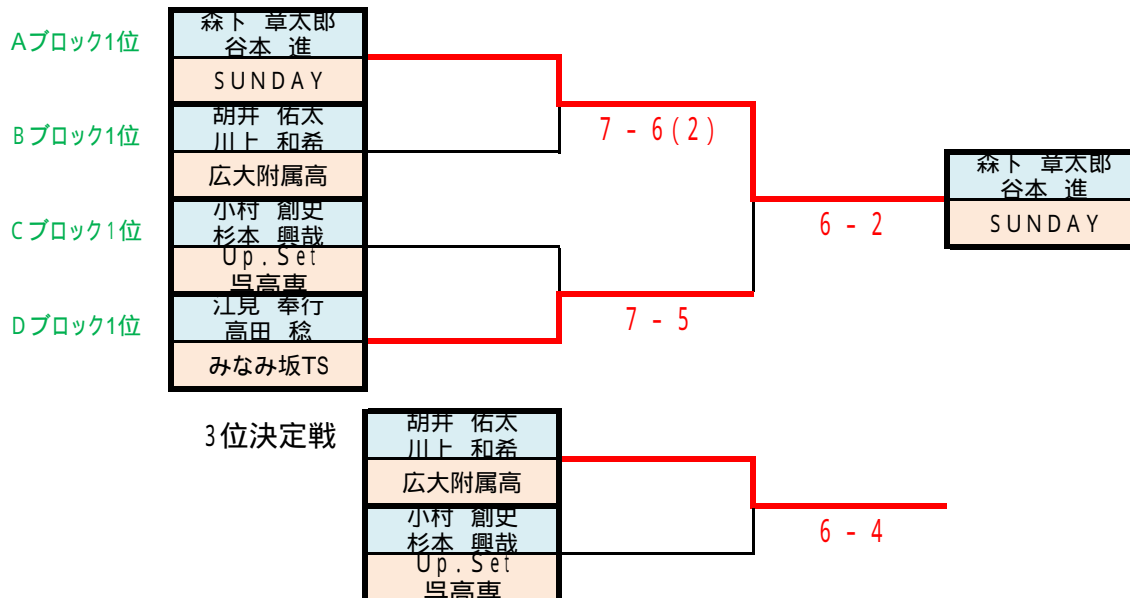 Aブロック1位
森下 章太郎
谷本 進
SUNDAY
Bブロック1位
胡井 佑太
川上 和希
広大附属高
Cブロック1位
小村 創史
杉本 興哉
Up.Set
呉高専
Dブロック1位
江見 奉行
高田 稔
みなみ坂TS
7-6(2)
7-5
6-2
森下 章太郎
谷本 進
SUNDAY
3位決定戦
胡井 佑太
川上 和希
広大附属高
小村 創史
杉本 興哉
Up.Set
呉高専
6-4